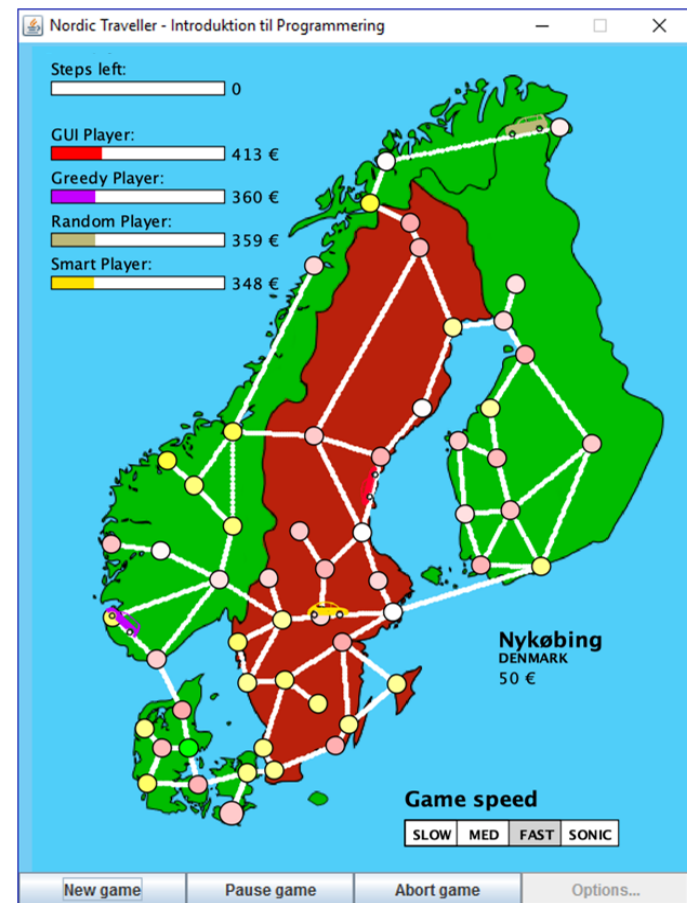 Nordic Traveller - Introduktion til Programmering
Steps left:
0
GUI Player:
413 €
Greedy Player:
360 €
Random Player:
359 €
Smart Player:
348 €
Nykøbing
DENMARK
50 €
Game speed
SLOW MED FAST SONIC
New game Pause game Abort game Options...